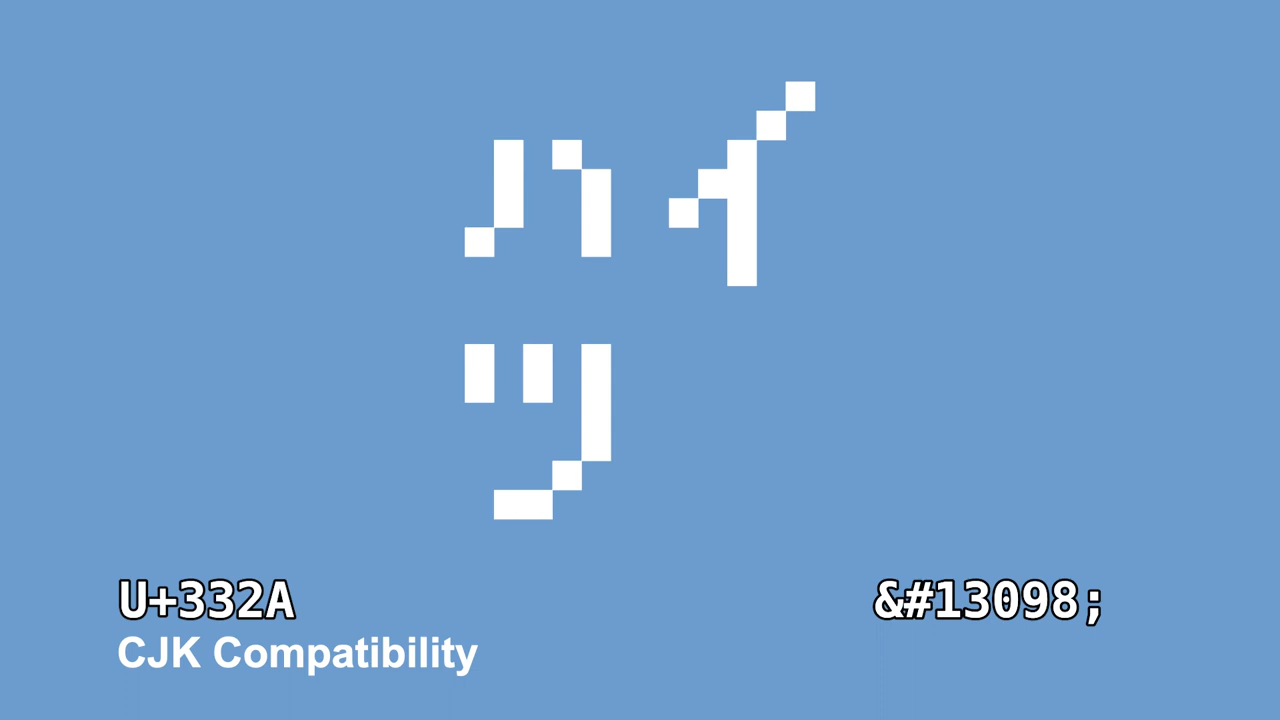 ハイ
ツ
U+332A
&#13098;
CJK Compatibility